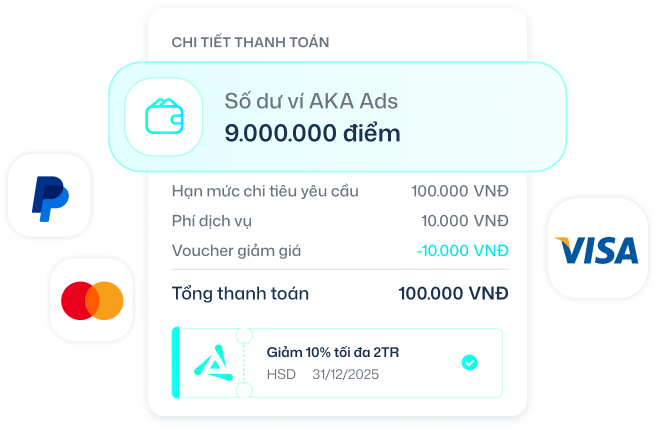 CHI TIẾT THANH TOÁN
Số dư ví AKA Ads
9.000.000 điểm
Hạn mức chi tiêu yêu cầu 100.000 VNĐ
Phí dịch vụ 10.000 VNĐ
Voucher giảm giá -10.000 VNĐ
Tổng thanh toán 100.000 VNĐ
VISA
Giảm 10% tối đa 2TR
HSD 31/12/2025